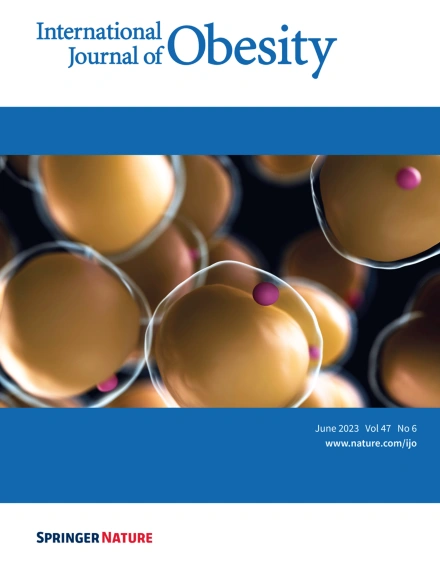 International
Journal of Obesity
June 2023 Vol 47 No 6
www.nature.com/ijo
SPRINGER NATURE